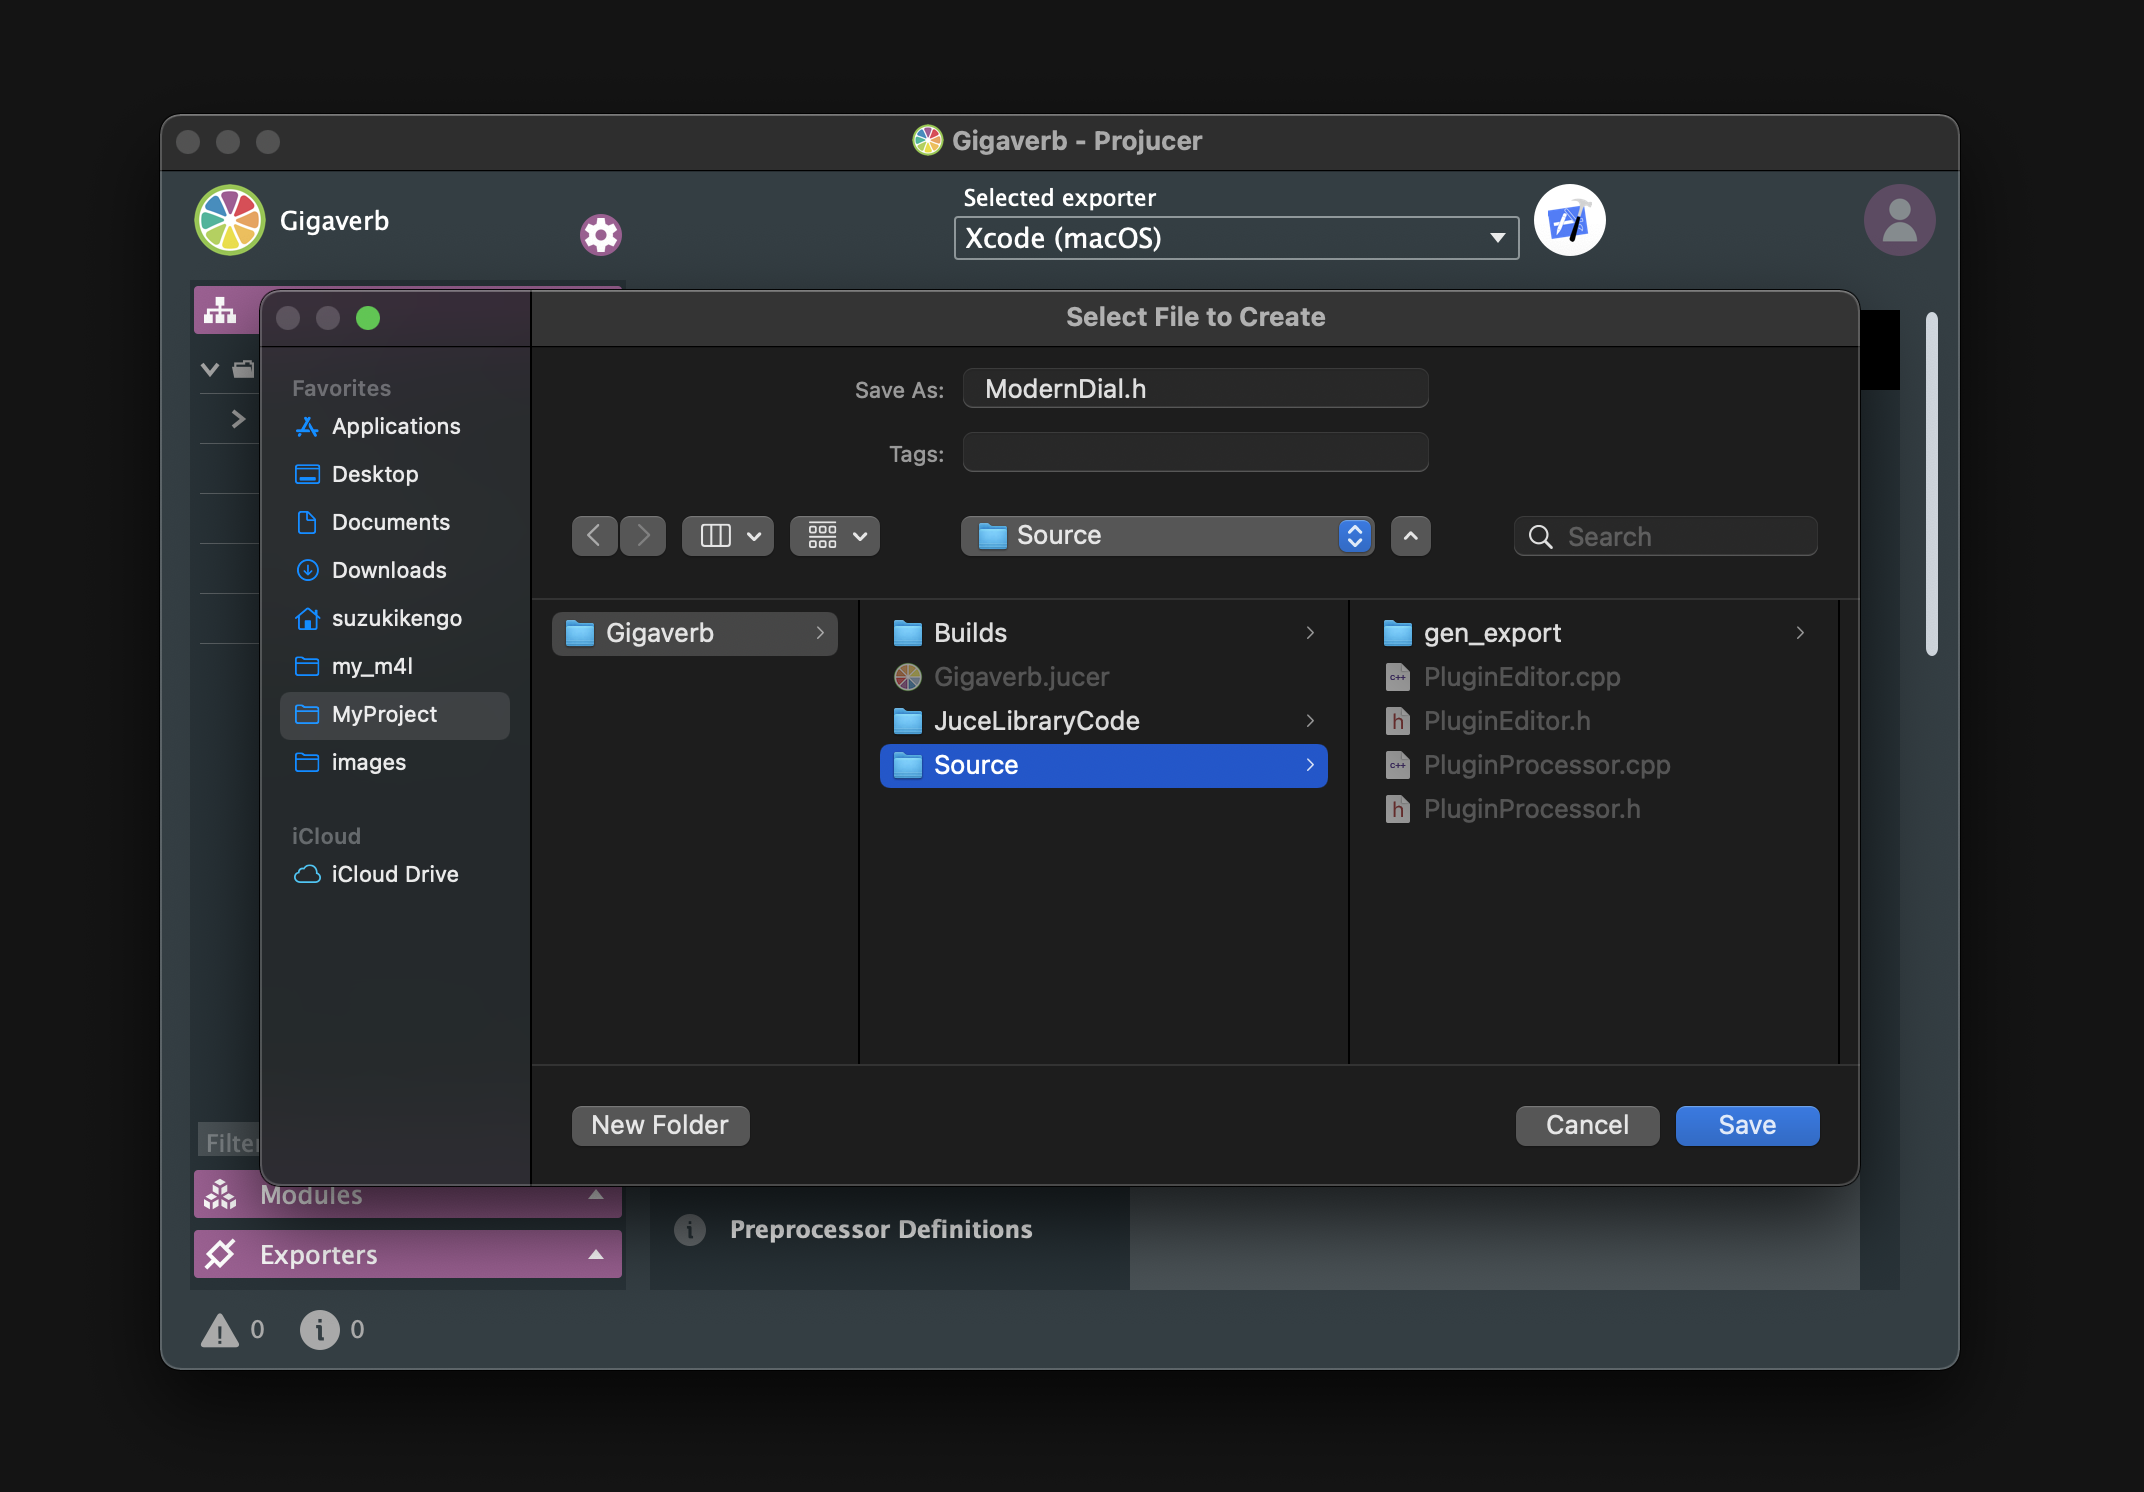 Gigaverb - Projucer
Gigaverb
Selected exporter
Xcode (macOS)
Select File to Create
Favorites
Applications
Desktop
Documents
Downloads
suzukikengo
my_m4l
MyProject
images
iCloud
iCloud Drive
Save As: ModernDial.h
Tags:
Source
Search
Gigaverb
Builds
Gigaverb.jucer
JuceLibraryCode
Source
gen_export
PluginEditor.cpp
PluginEditor.h
PluginProcessor.cpp
PluginProcessor.h
New Folder
Cancel
Save
Filter
Modules
Exporters
Preprocessor Definitions
0
0